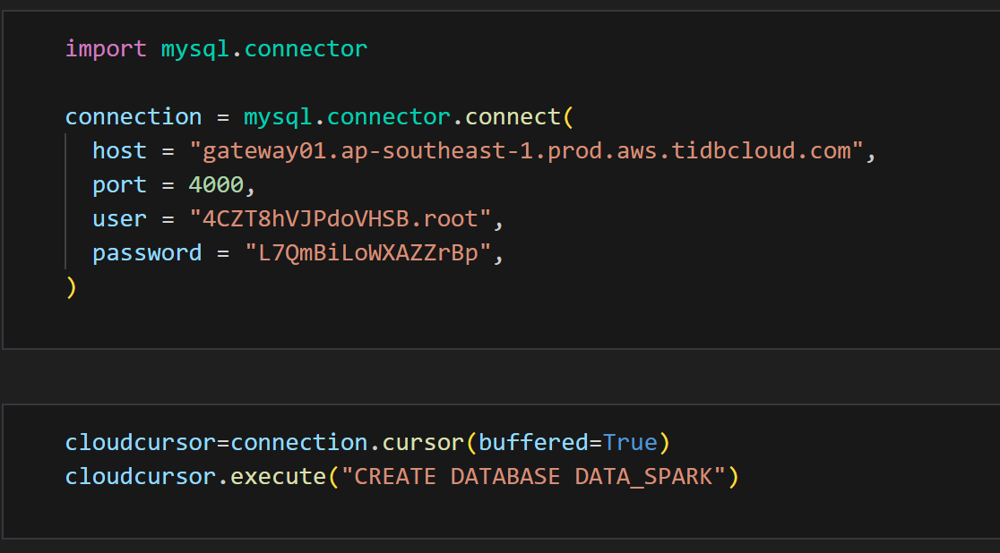 import mysql.connector
connection = mysql.connector.connect(
host = "gateway01.ap-southeast-1.prod.aws.tidbcloud.com",
port = 4000,
user = "4CZT8hVJPdoVHSB.root",
password = "L7QmBiLoWXAZZrBp",
)
cloudcursor=connection.cursor(buffered=True)
cloudcursor.execute("CREATE DATABASE DATA_SPARK")